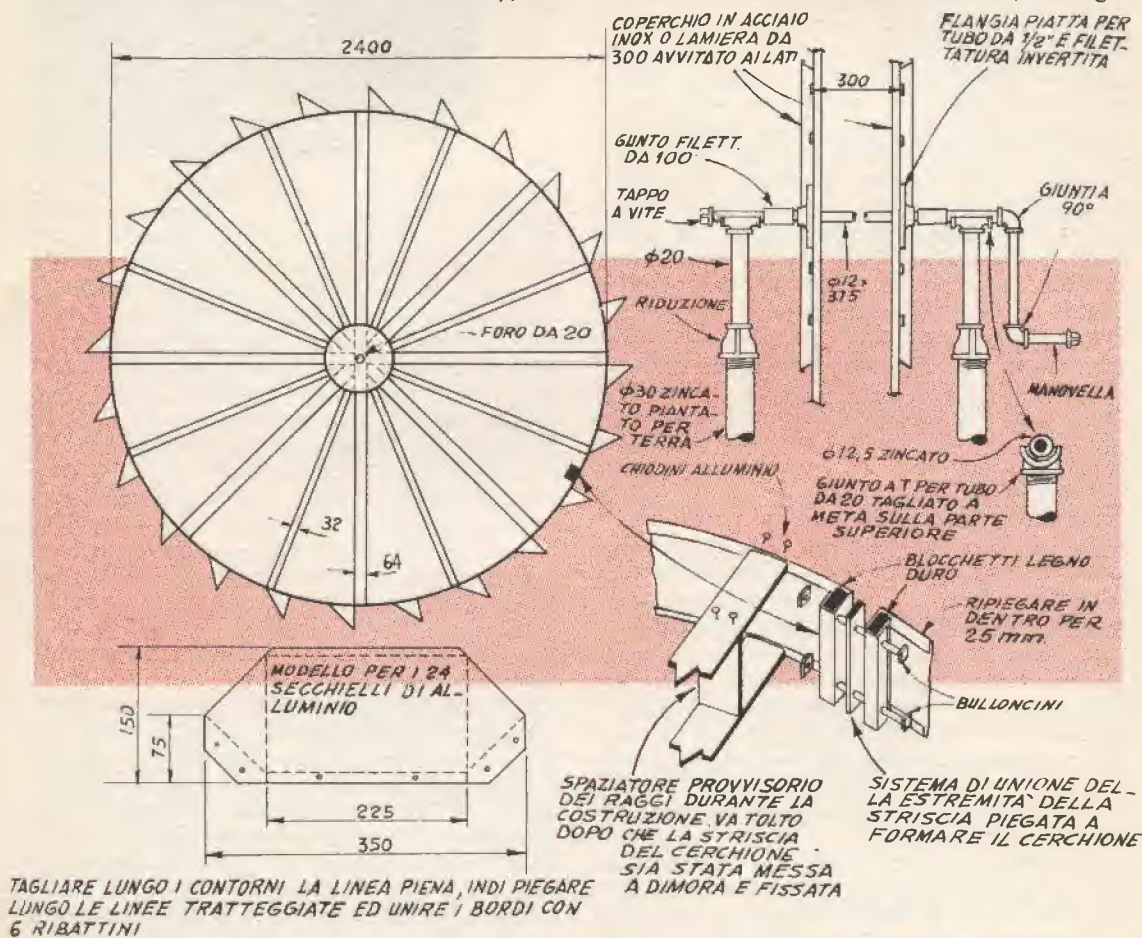 2400
COPERCHIO IN ACCIAIO
INOX O LAMIERA DA
300 AVVITATO AI LATI
FLANGIA PIATTA PER
TUBO DA 1/2" E FILET-
TATURA INVERTITA
300
GIUNTO FILETT.
DA 100
TAPPO
A VITE
GIUNTI A
90°
φ20
φ12×
375
RIDUZIONE
FORO DA 20
φ30 ZINCA-
TO PIANTA-
TO PER
TERRA
MANOVELLA
CHIODINI ALLUMINIO
φ12,5 ZINCATO
GIUNTO A T PER TUBO
DA 20 TAGLIATO A
META SULLA PARTE
SUPERIORE
32
64
BLOCCHETTI LEGNO
DURO
RIPIEGARE IN
DENTRO PER
25 mm.
BULLONCINI
MODELLO PER I 24
SECCHIELLI DI AL-
LUMINIO
150
75
225
350
SPAZIATORE PROVVISORIO
DEI RAGGI DURANTE LA
COSTRUZIONE. VA TOLTO
DOPO CHE LA STRISCIA
DEL CERCHIONE
SIA STATA MESSA
A DIMORA E FISSATA
SISTEMA DI UNIONE DEL-
LA ESTREMITA' DELLA
STRISCIA PIEGATA A
FORMARE IL CERCHIONE
TAGLIARE LUNGO I CONTORNI LA LINEA PIENA, INDI PIEGARE
LUNGO LE LINEE TRATTEGGIATE ED UNIRE I BORDI CON
6 RIBATTINI